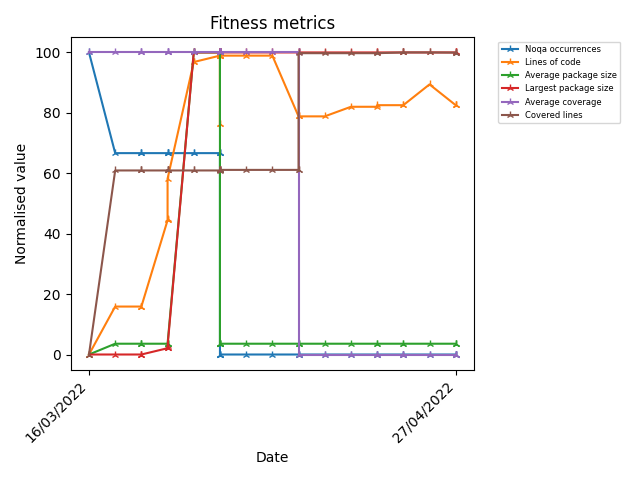 Fitness metrics
Normalised value
100
80
60
40
20
0
16/03/2022
27/04/2022
Date
Noqa occurrences
Lines of code
Average package size
Largest package size
Average coverage
Covered lines